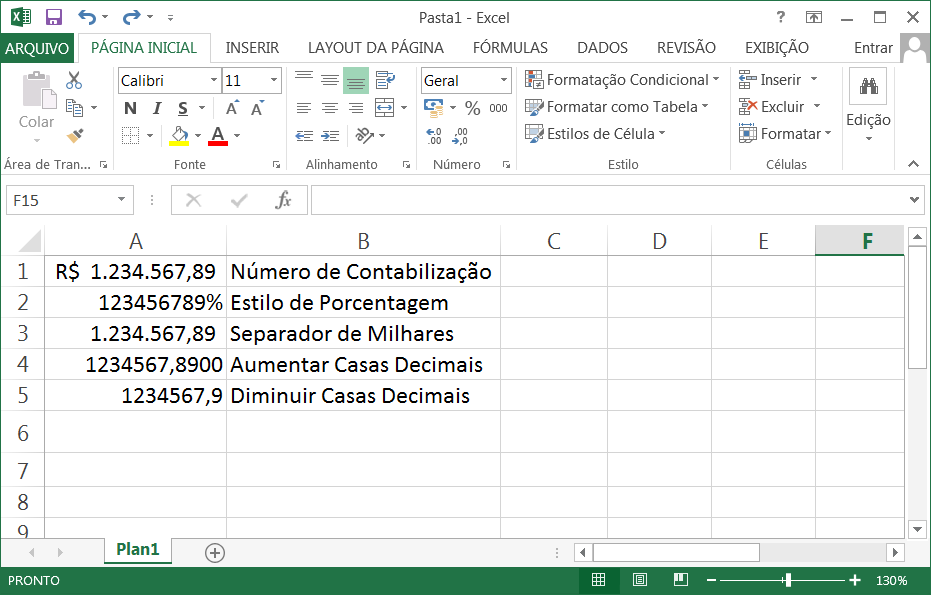 Pasta1 - Excel
?
ARQUIVO PÁGINA INICIAL INSERIR LAYOUT DA PÁGINA FÓRMULAS DADOS REVISÃO EXIBIÇÃO Entrar
Colar
Área de Tran...
Calibri 11
N I S A A
A
Fonte
Alinhamento
Geral
% 000
,00 ,00
Número
Formatação Condicional
Formatar como Tabela
Estilos de Célula
Estilo
Inserir
Excluir
Formatar
Células
Edição
F15 fx
A B C D E F
1 R$ 1.234.567,89 Número de Contabilização
2 123456789% Estilo de Porcentagem
3 1.234.567,89 Separador de Milhares
4 1234567,8900 Aumentar Casas Decimais
5 1234567,9 Diminuir Casas Decimais
6
7
8
9
Plan1
PRONTO 130%